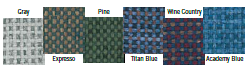 Gray
Pine
Wine Country
Expresso
Titan Blue
Academy Blue